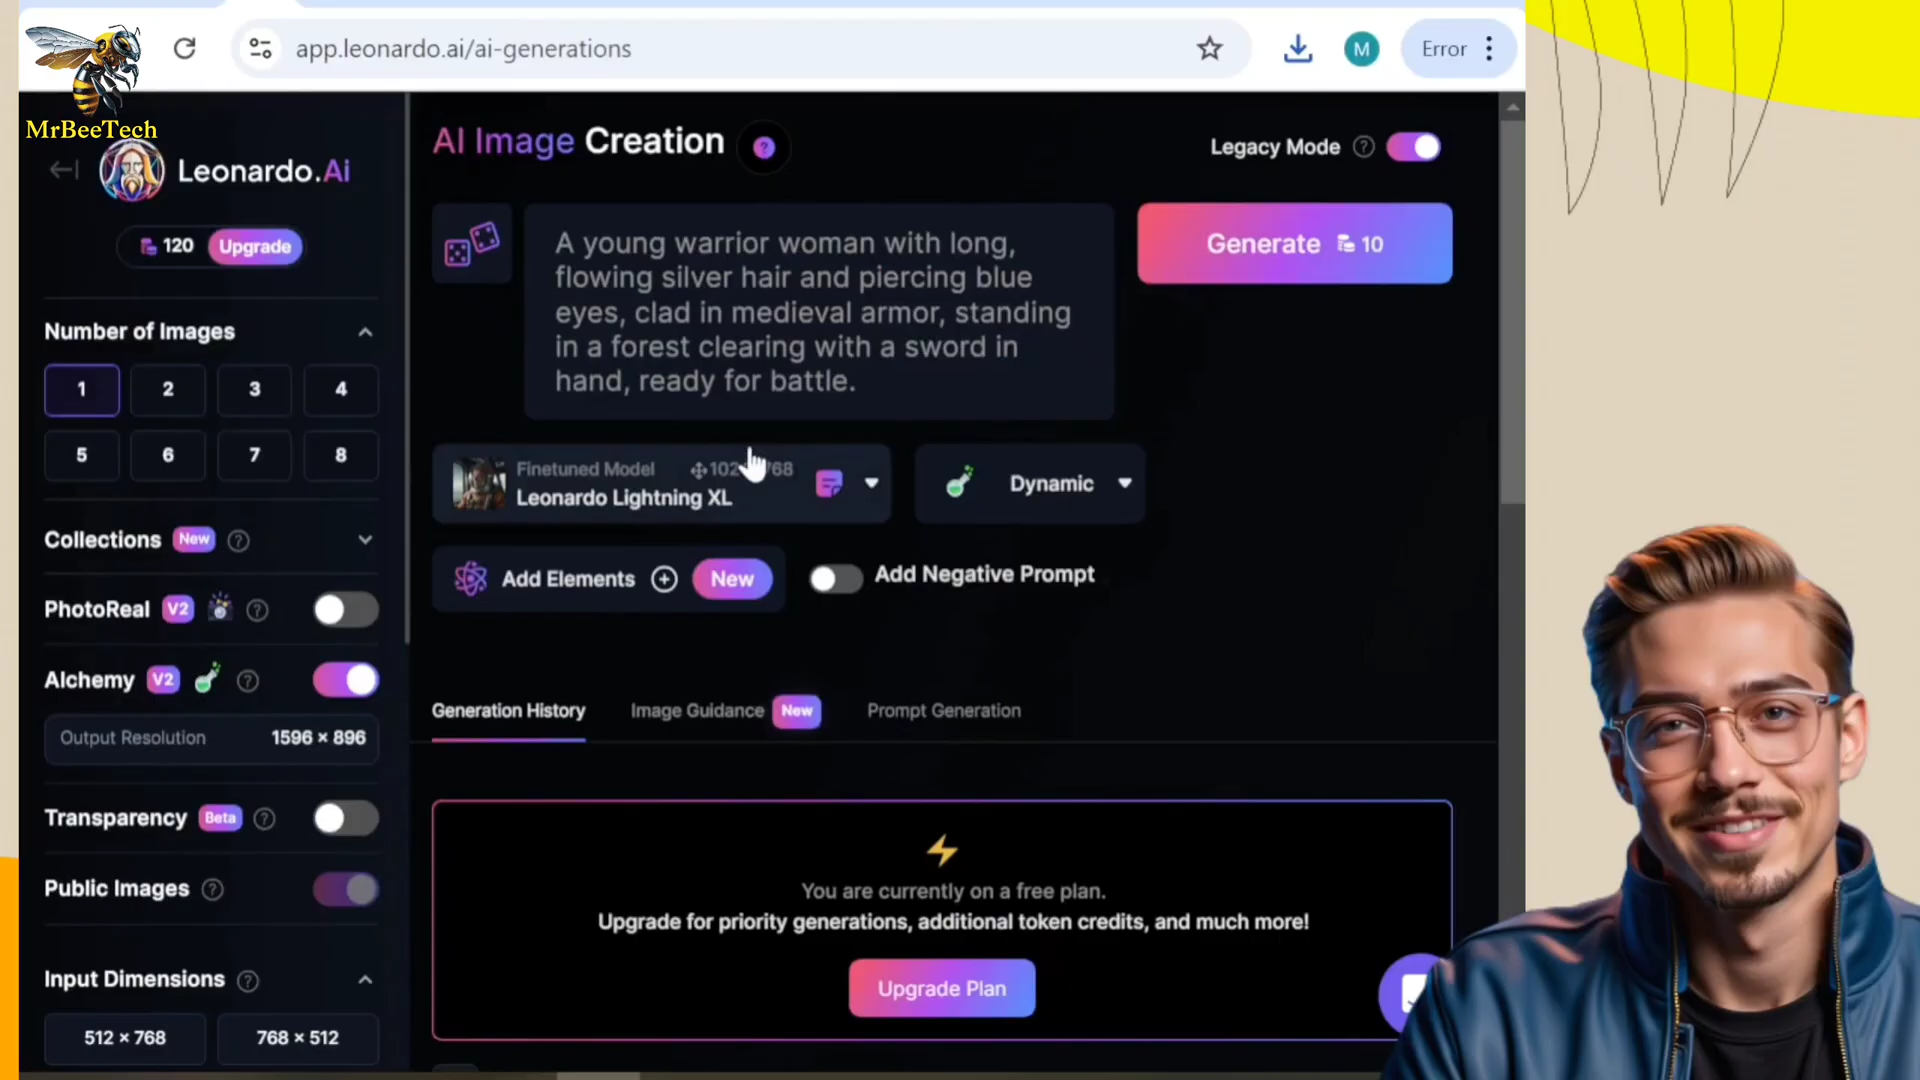 app.leonardo.ai/ai-generations
M
Error
MrBeeTech
Leonardo.Ai
120 Upgrade
Number of Images
1 2 3 4
5 6 7 8
Collections New
PhotoReal V2
Alchemy V2
Output Resolution 1596 × 896
Transparency Beta
Public Images
Input Dimensions
512 × 768 768 × 512
AI Image Creation ?
Legacy Mode
A young warrior woman with long,
flowing silver hair and piercing blue
eyes, clad in medieval armor, standing
in a forest clearing with a sword in
hand, ready for battle.
Generate 10
Finetuned Model
Leonardo Lightning XL
Dynamic
Add Elements New
Add Negative Prompt
Generation History Image Guidance New Prompt Generation
You are currently on a free plan.
Upgrade for priority generations, additional token credits, and much more!
Upgrade Plan